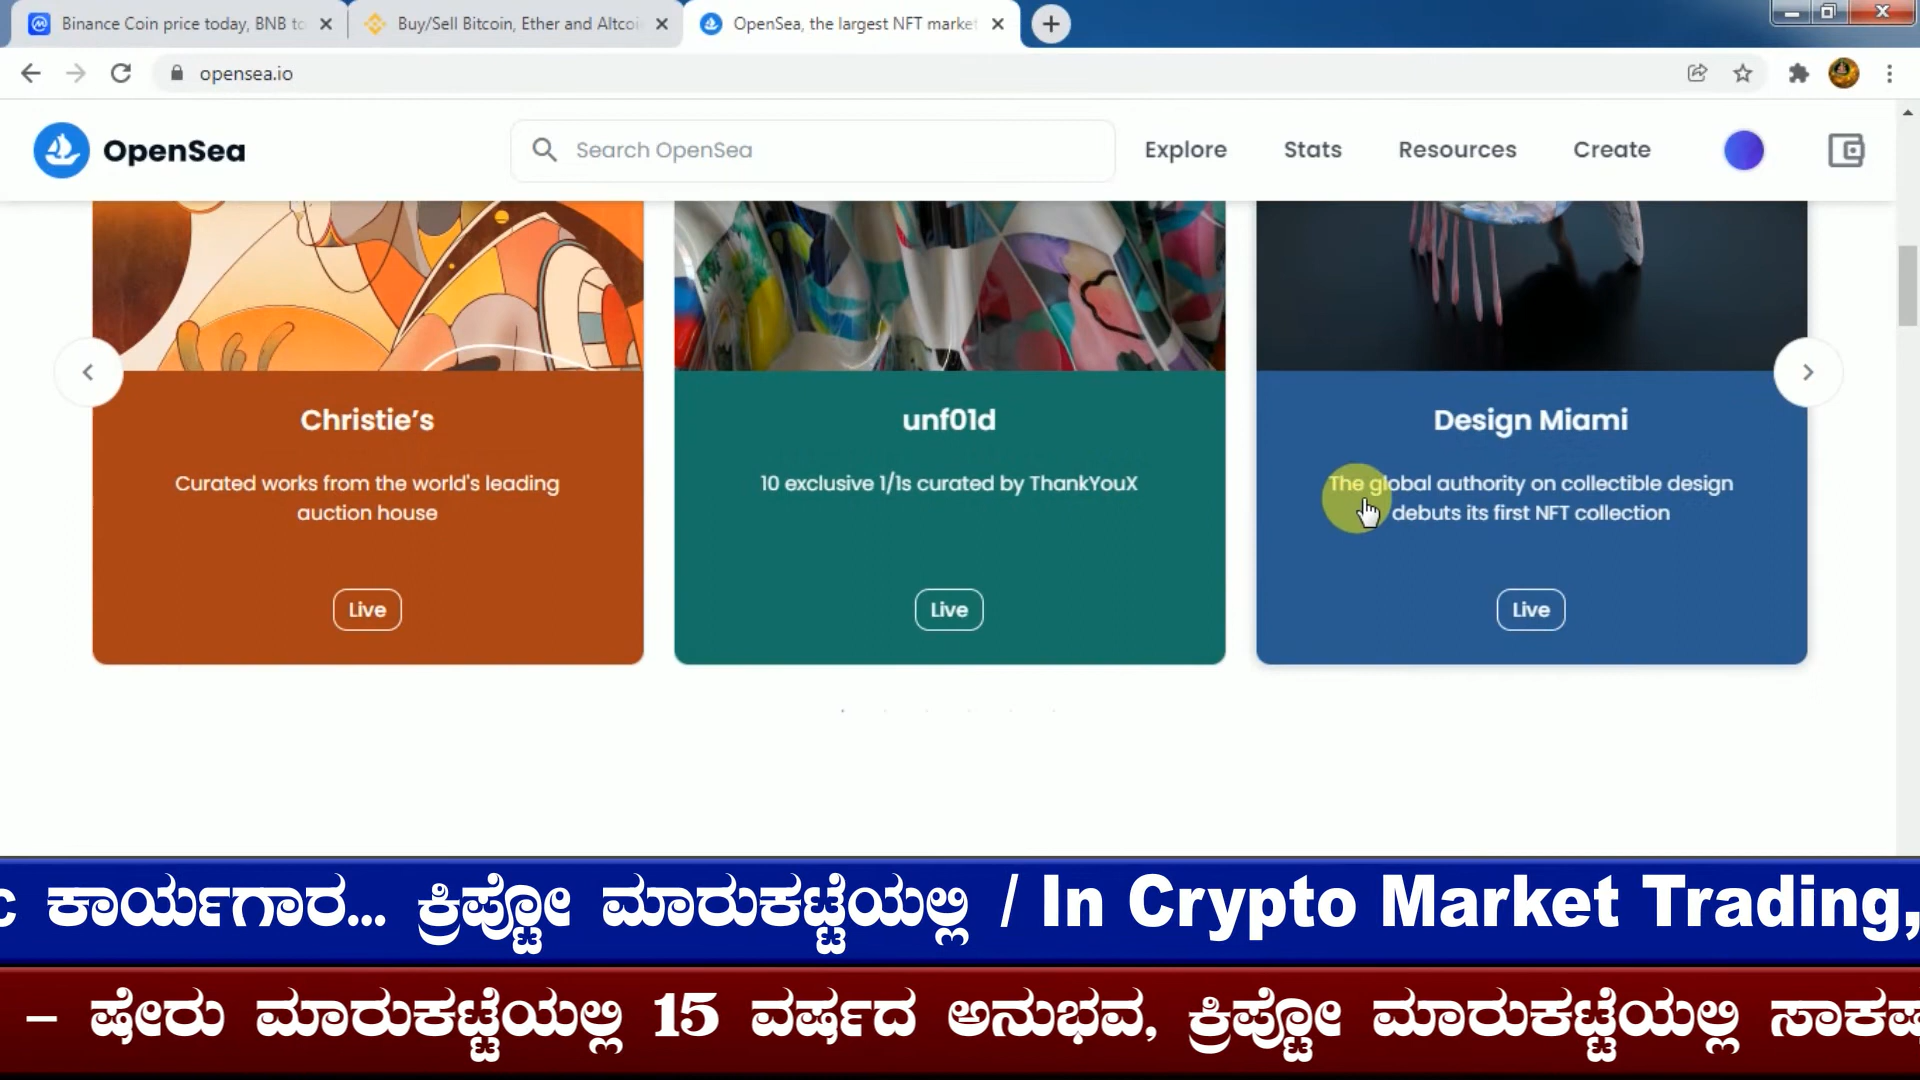 Binance Coin price today, BNB to
Buy/Sell Bitcoin, Ether and Altcoi
OpenSea, the largest NFT market
opensea.io
OpenSea
Search OpenSea
Explore
Stats
Resources
Create
Christie's
Curated works from the world's leading
auction house
Live
unf01d
10 exclusive 1/1s curated by ThankYouX
Live
Design Miami
The global authority on collectible design
debuts its first NFT collection
Live
c ಕಾರ್ಯಗಾರ... ಕ್ರಿಪ್ಟೋ ಮಾರುಕಟ್ಟೆಯಲ್ಲಿ / In Crypto Market Trading,
– ಷೇರು ಮಾರುಕಟ್ಟೆಯಲ್ಲಿ 15 ವರ್ಷದ ಅನುಭವ, ಕ್ರಿಪ್ಟೋ ಮಾರುಕಟ್ಟೆಯಲ್ಲಿ